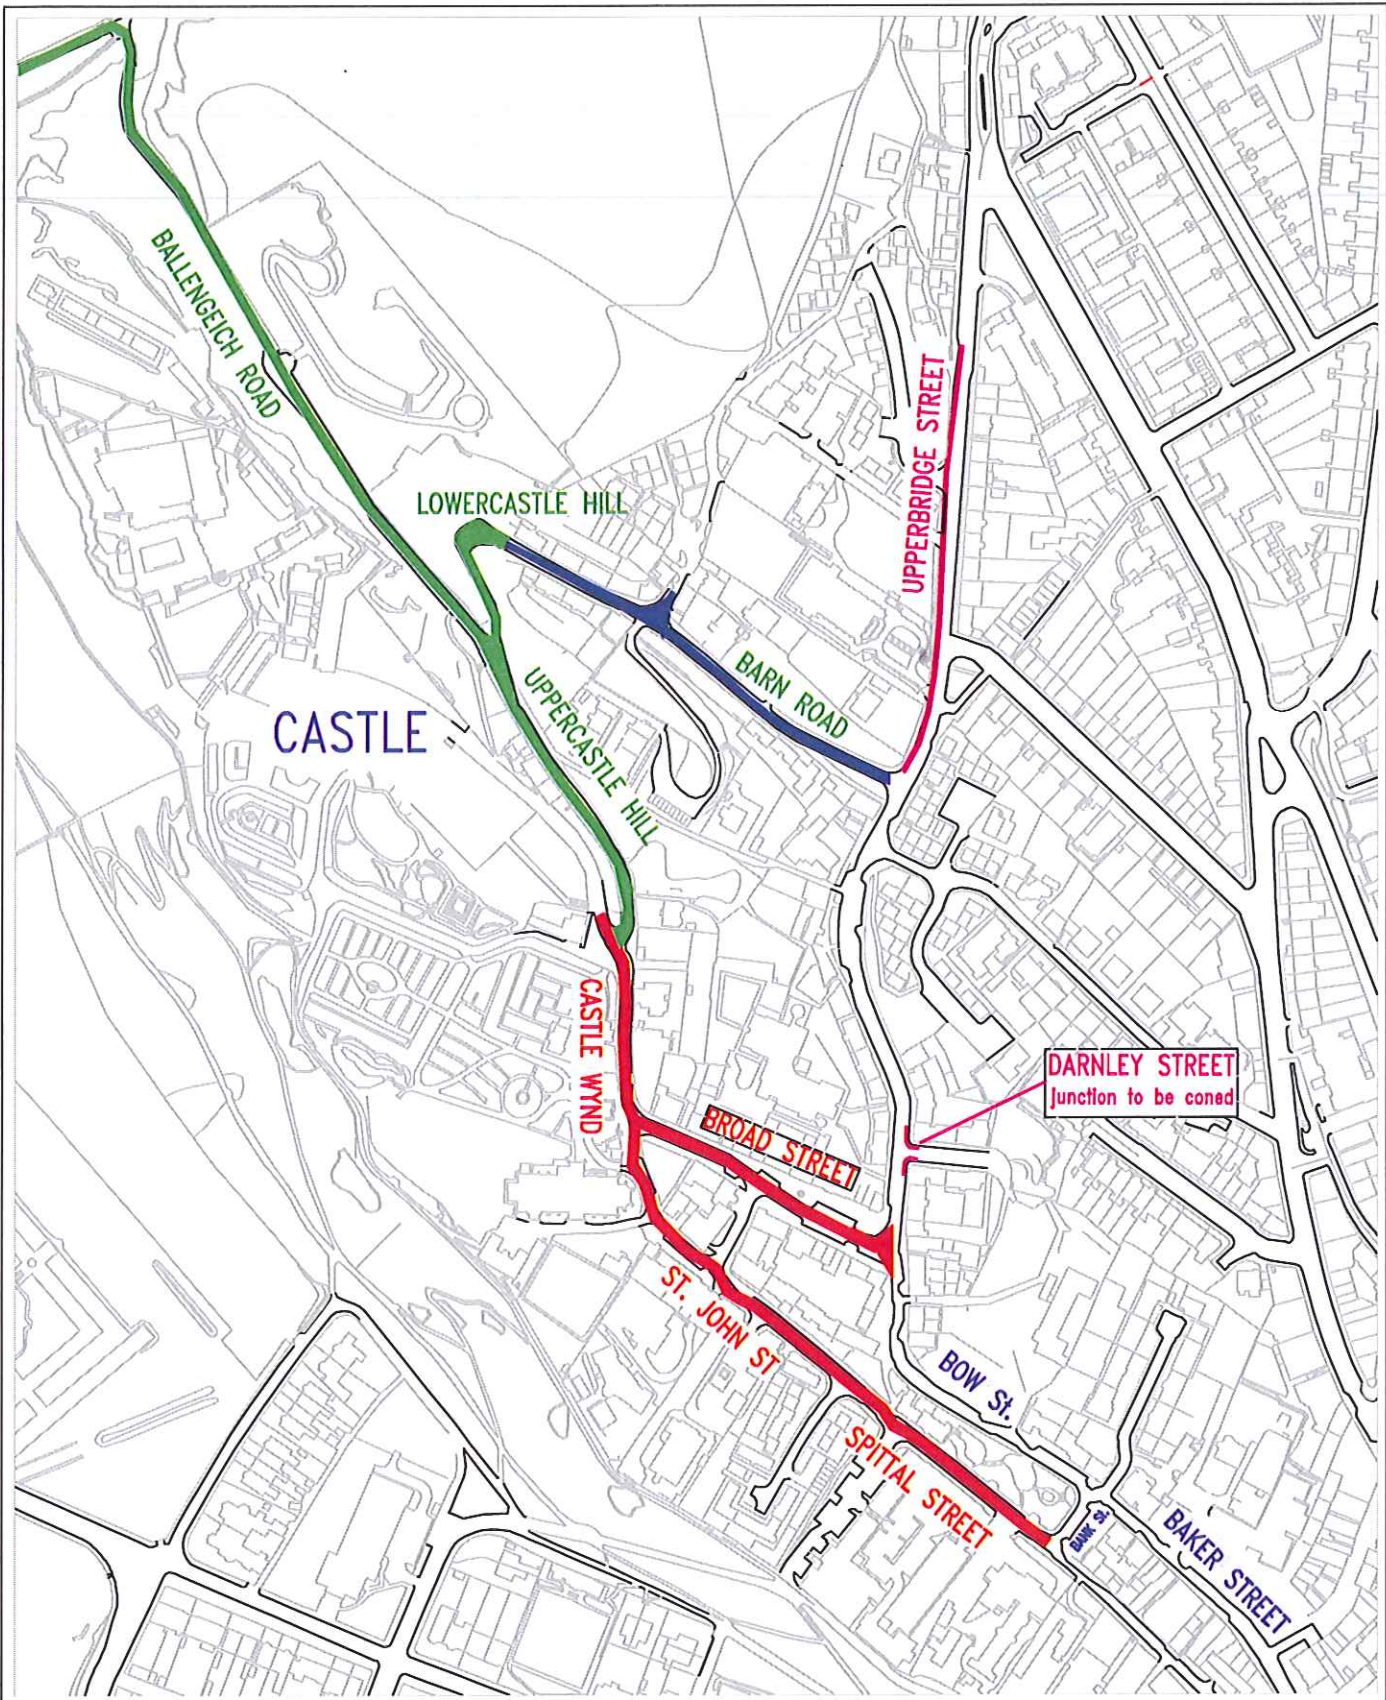 BALLENGEICH ROAD
UPPERBRIDGE STREET
LOWERCASTLE HILL
BARN ROAD
UPPERCASTLE HILL
CASTLE
CASTLE WYND
DARNLEY STREET
Junction to be coned
BROAD STREET
ST. JOHN ST
BOW St.
SPITTAL STREET
BANK St.
BAKER STREET